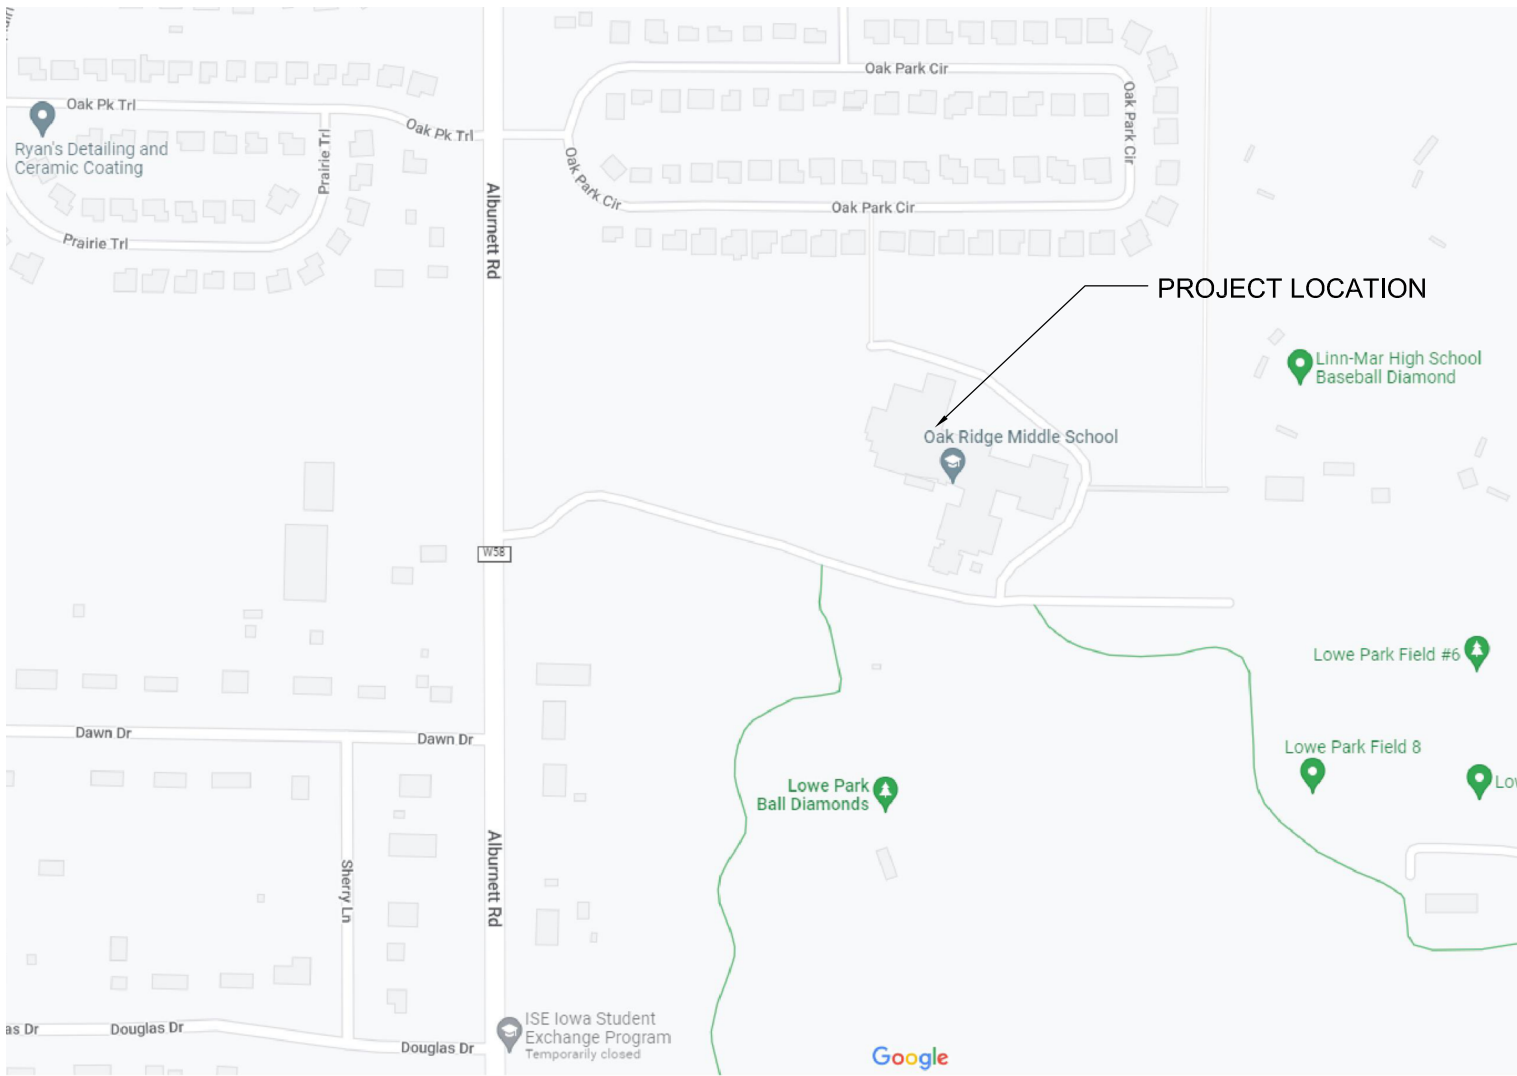 Oak Park Cir
Oak Pk Trl
Oak Park Cir
Oak Pk Trl
Ryan's Detailing and
Ceramic Coating
Prairie Trl
Oak Park Cir
Alburnett Rd
Oak Park Cir
Prairie Trl
PROJECT LOCATION
Linn-Mar High School
Baseball Diamond
Oak Ridge Middle School
W58
Lowe Park Field #6
Dawn Dr
Dawn Dr
Lowe Park Field 8
Lowe Park
Ball Diamonds
Alburnett Rd
Sherry Ln
ISE Iowa Student
Exchange Program
Temporarily closed
as Dr
Douglas Dr
Douglas Dr
Google